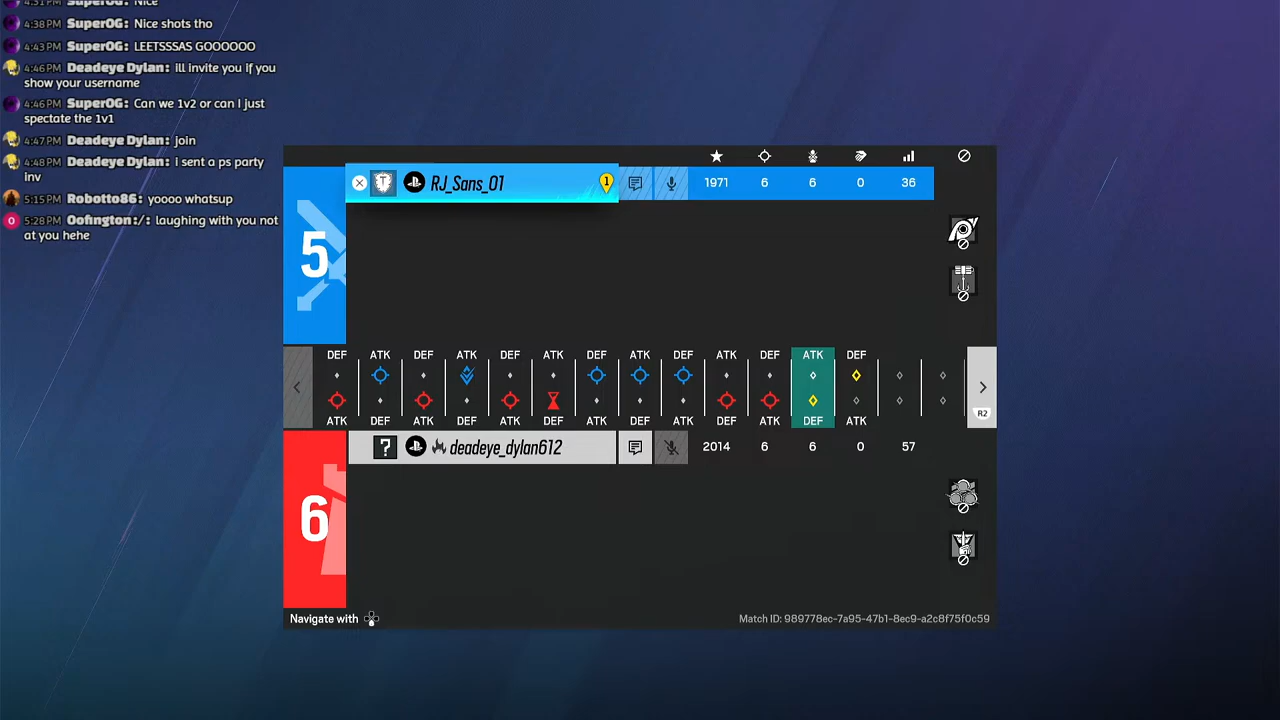 4:31PM SuperOG: Nice
4:38PM SuperOG: Nice shots tho
4:43PM SuperOG: LEETSSSAS GOOOOOO
4:46PM Deadeye Dylan: ill invite you if you
show your username
4:46PM SuperOG: Can we 1v2 or can I just
spectate the 1v1
4:47PM Deadeye Dylan: join
4:48PM Deadeye Dylan: i sent a ps party
inv
5:15PM Robotto86: yoooo whatsup
O 5:28PM Oofington:/: laughing with you not
at you hehe
5
RJ_Sans_01 1 1971 6 6 0 36
DEF ATK DEF ATK DEF ATK DEF ATK DEF ATK DEF ATK DEF
ATK DEF ATK DEF ATK DEF ATK DEF ATK DEF ATK DEF ATK
R2
6
? deadeye_dylan612 2014 6 6 0 57
Navigate with
Match ID: 989778ec-7a95-47b1-8ec9-a2c8f75f0c59